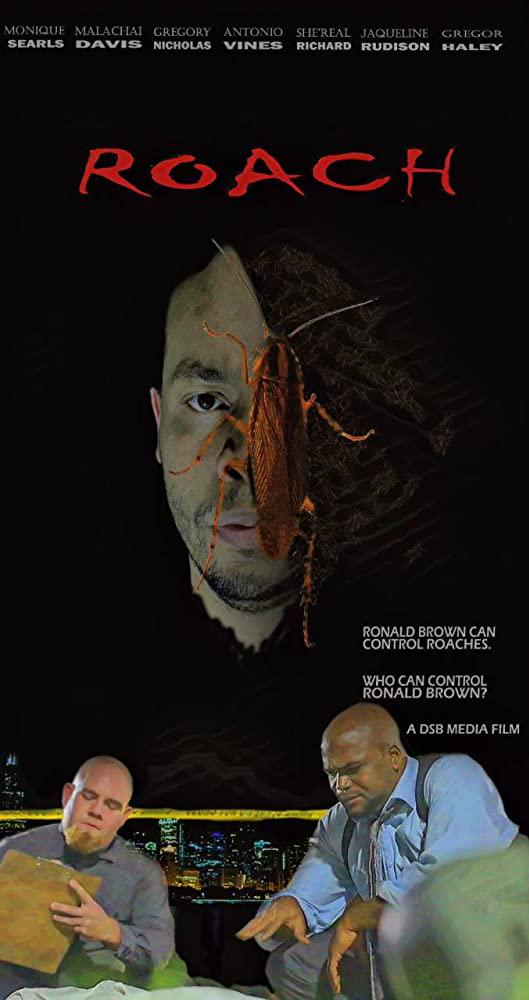 MONIQUE MALACHAI GREGORY ANTONIO SHE'REAL JAQUELINE GREGOR
SEARLS DAVIS NICHOLAS VINES RICHARD RUDISON HALEY
ROACH
RONALD BROWN CAN
CONTROL ROACHES.
WHO CAN CONTROL
RONALD BROWN?
A DSB MEDIA FILM